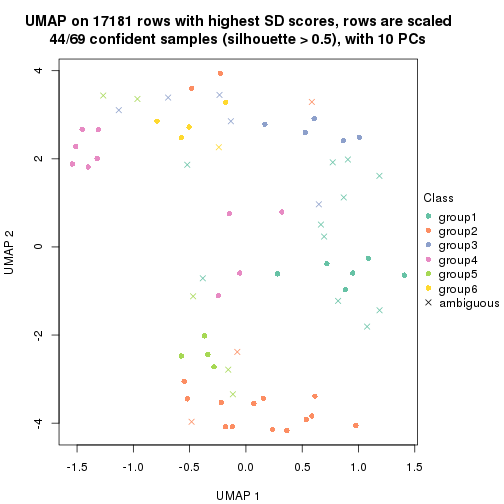 UMAP on 17181 rows with highest SD scores, rows are scaled
44/69 confident samples (silhouette > 0.5), with 10 PCs
4
2
0
-2
-4
UMAP 2
-1.5 -1.0 -0.5 0.0 0.5 1.0 1.5
UMAP 1
Class
group1
group2
group3
group4
group5
group6
ambiguous